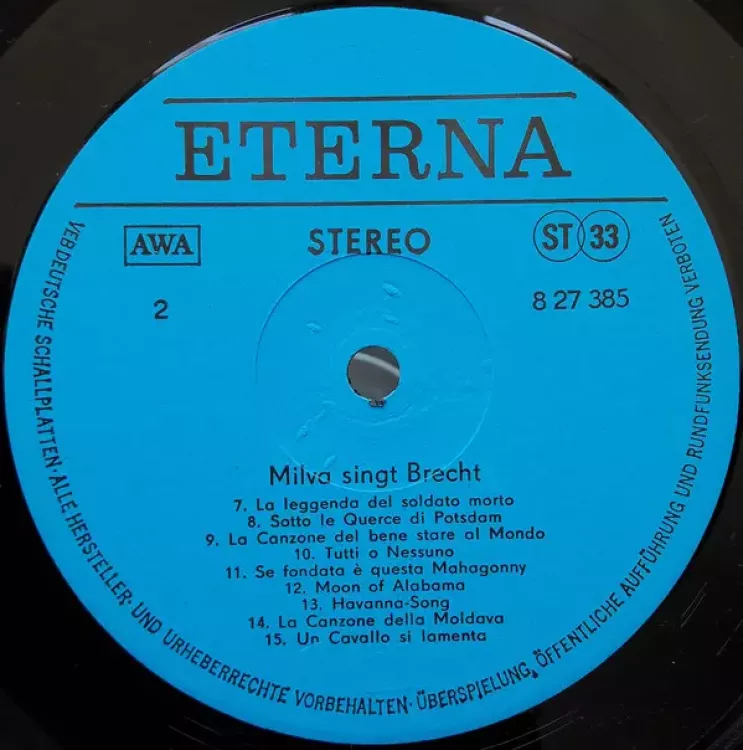 ETERNA
AWA
STEREO
ST 33
2
8 27 385
Milva singt Brecht
7. La leggenda del soldato morto
8. Sotto le Querce di Potsdam
9. La Canzone del bene stare al Mondo
10. Tutti o Nessuno
11. Se fondata è questa Mahagonny
12. Moon of Alabama
13. Havanna-Song
14. La Canzone della Moldava
15. Un Cavallo si lamenta
VEB DEUTSCHE SCHALLPLATTEN · ALLE HERSTELLER- UND URHEBERRECHTE VORBEHALTEN · ÜBERSPIELUNG, ÖFFENTLICHE AUFFÜHRUNG UND RUNDFUNKSENDUNG VERBOTEN